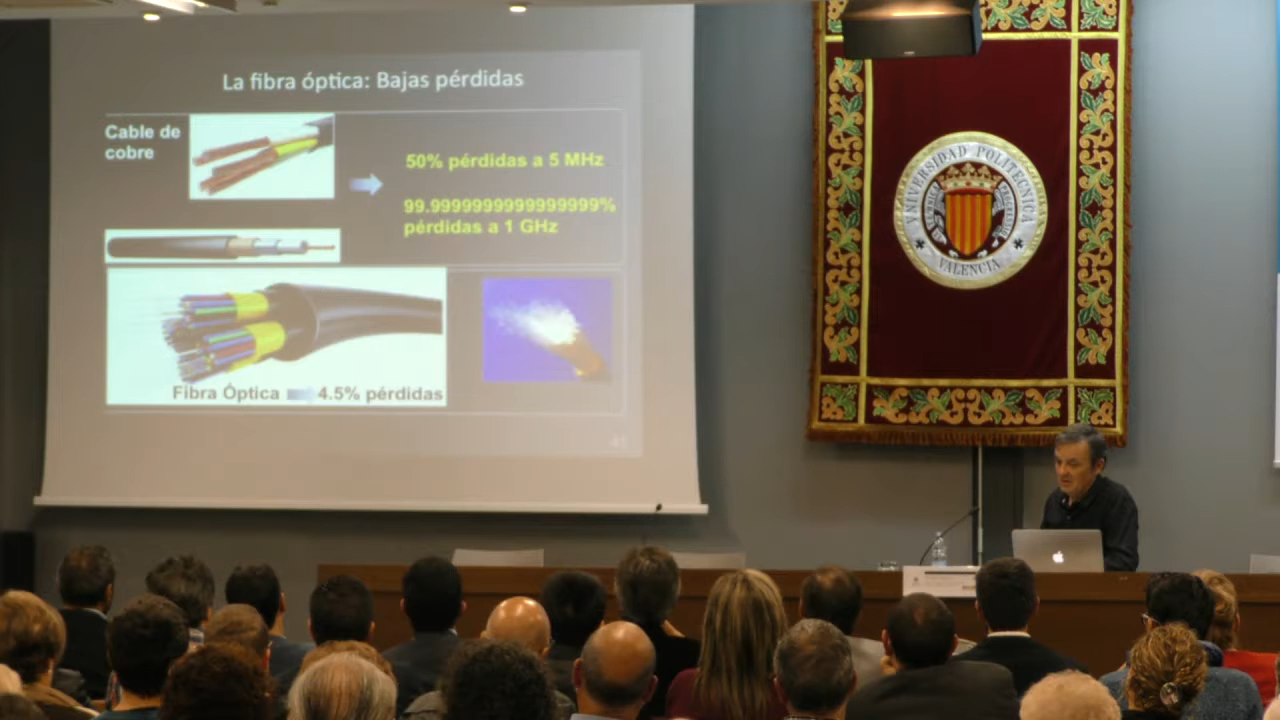 La fibra óptica: Bajas pérdidas
Cable de
cobre
50% pérdidas a 5 MHz
99.9999999999999999%
pérdidas a 1 GHz
Fibra Óptica
4.5% pérdidas
41
UNIVERSIDAD POLITECNICA
VALENCIA